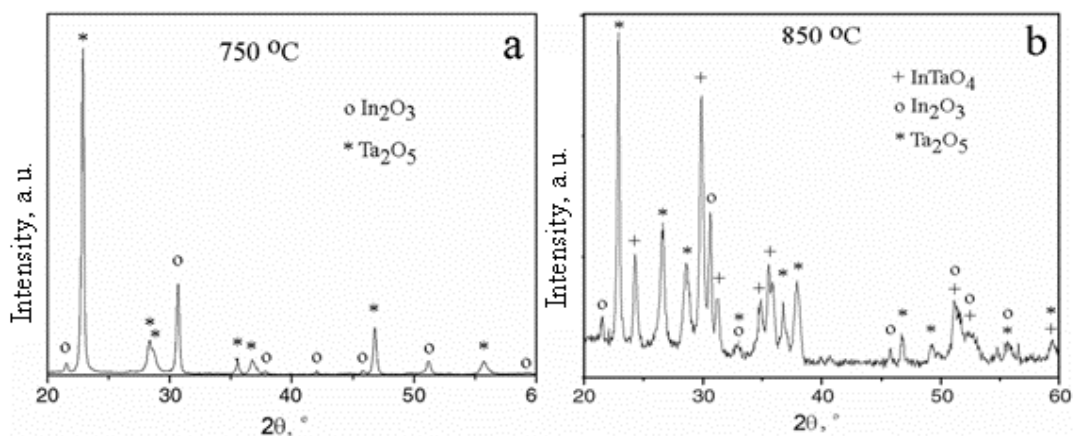 750 °C
a
o In₂O₃
* Ta₂O₅
Intensity, a.u.
20
30
40
50
6
2θ, °
850 °C
b
+ InTaO₄
o In₂O₃
* Ta₂O₅
Intensity, a.u.
20
30
40
50
60
2θ, °